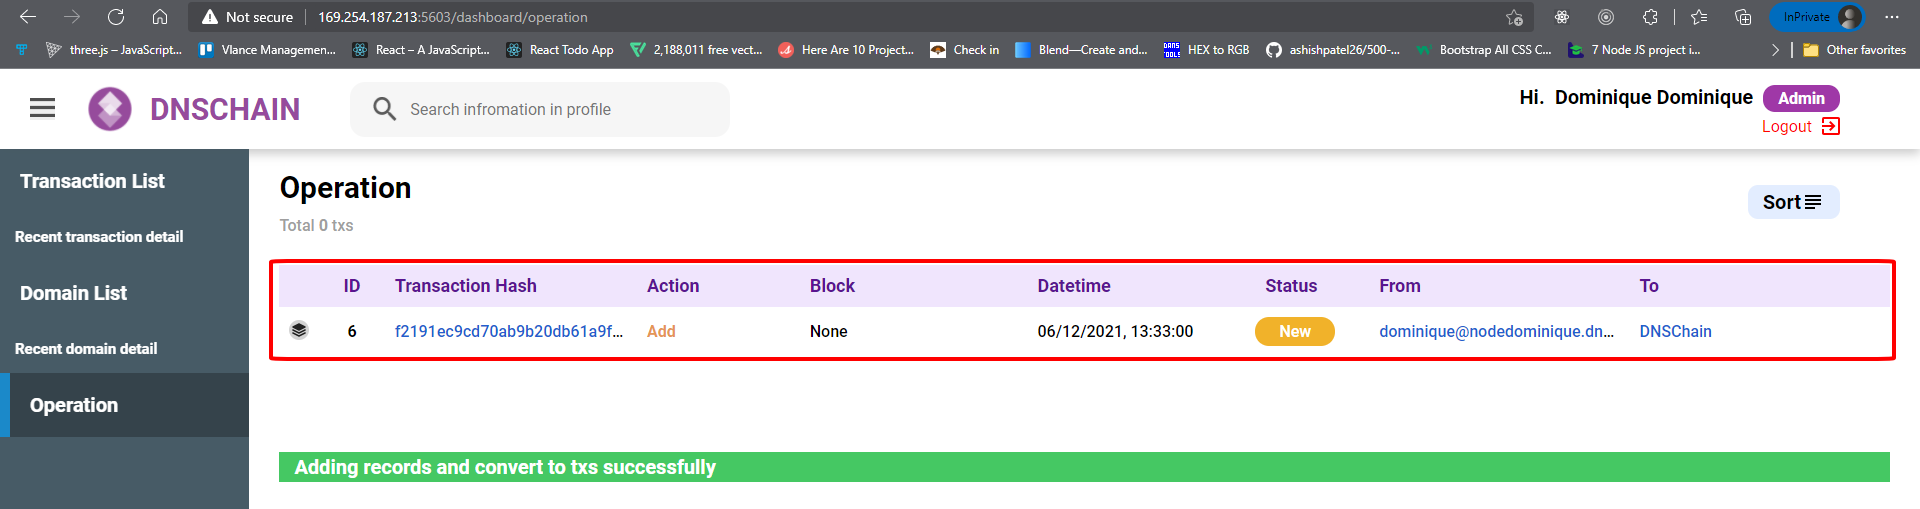 Not secure 169.254.187.213:5603/dashboard/operation InPrivate
three.js – JavaScript... Vlance Managemen... React – A JavaScript... React Todo App 2,188,011 free vect... Here Are 10 Project... Check in Blend—Create and... DANS TOOLS HEX to RGB ashishpatel26/500-... Bootstrap All CSS C... 7 Node JS project i... Other favorites
DNSCHAIN
Search infromation in profile
Hi. Dominique Dominique Admin
Logout
Transaction List
Recent transaction detail
Domain List
Recent domain detail
Operation
Operation
Total 0 txs
Sort
ID Transaction Hash Action Block Datetime Status From To
6 f2191ec9cd70ab9b20db61a9f... Add None 06/12/2021, 13:33:00 New dominique@nodedominique.dn... DNSChain
Adding records and convert to txs successfully